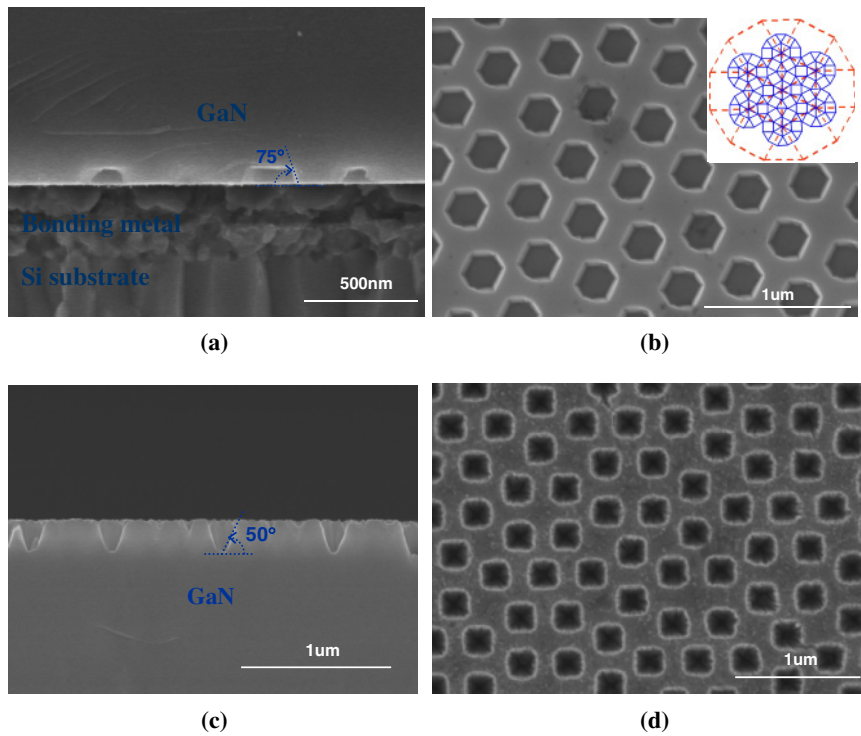 GaN
75°
Bonding metal
Si substrate
500nm
1um
(a)
(b)
50°
GaN
1um
1um
(c)
(d)